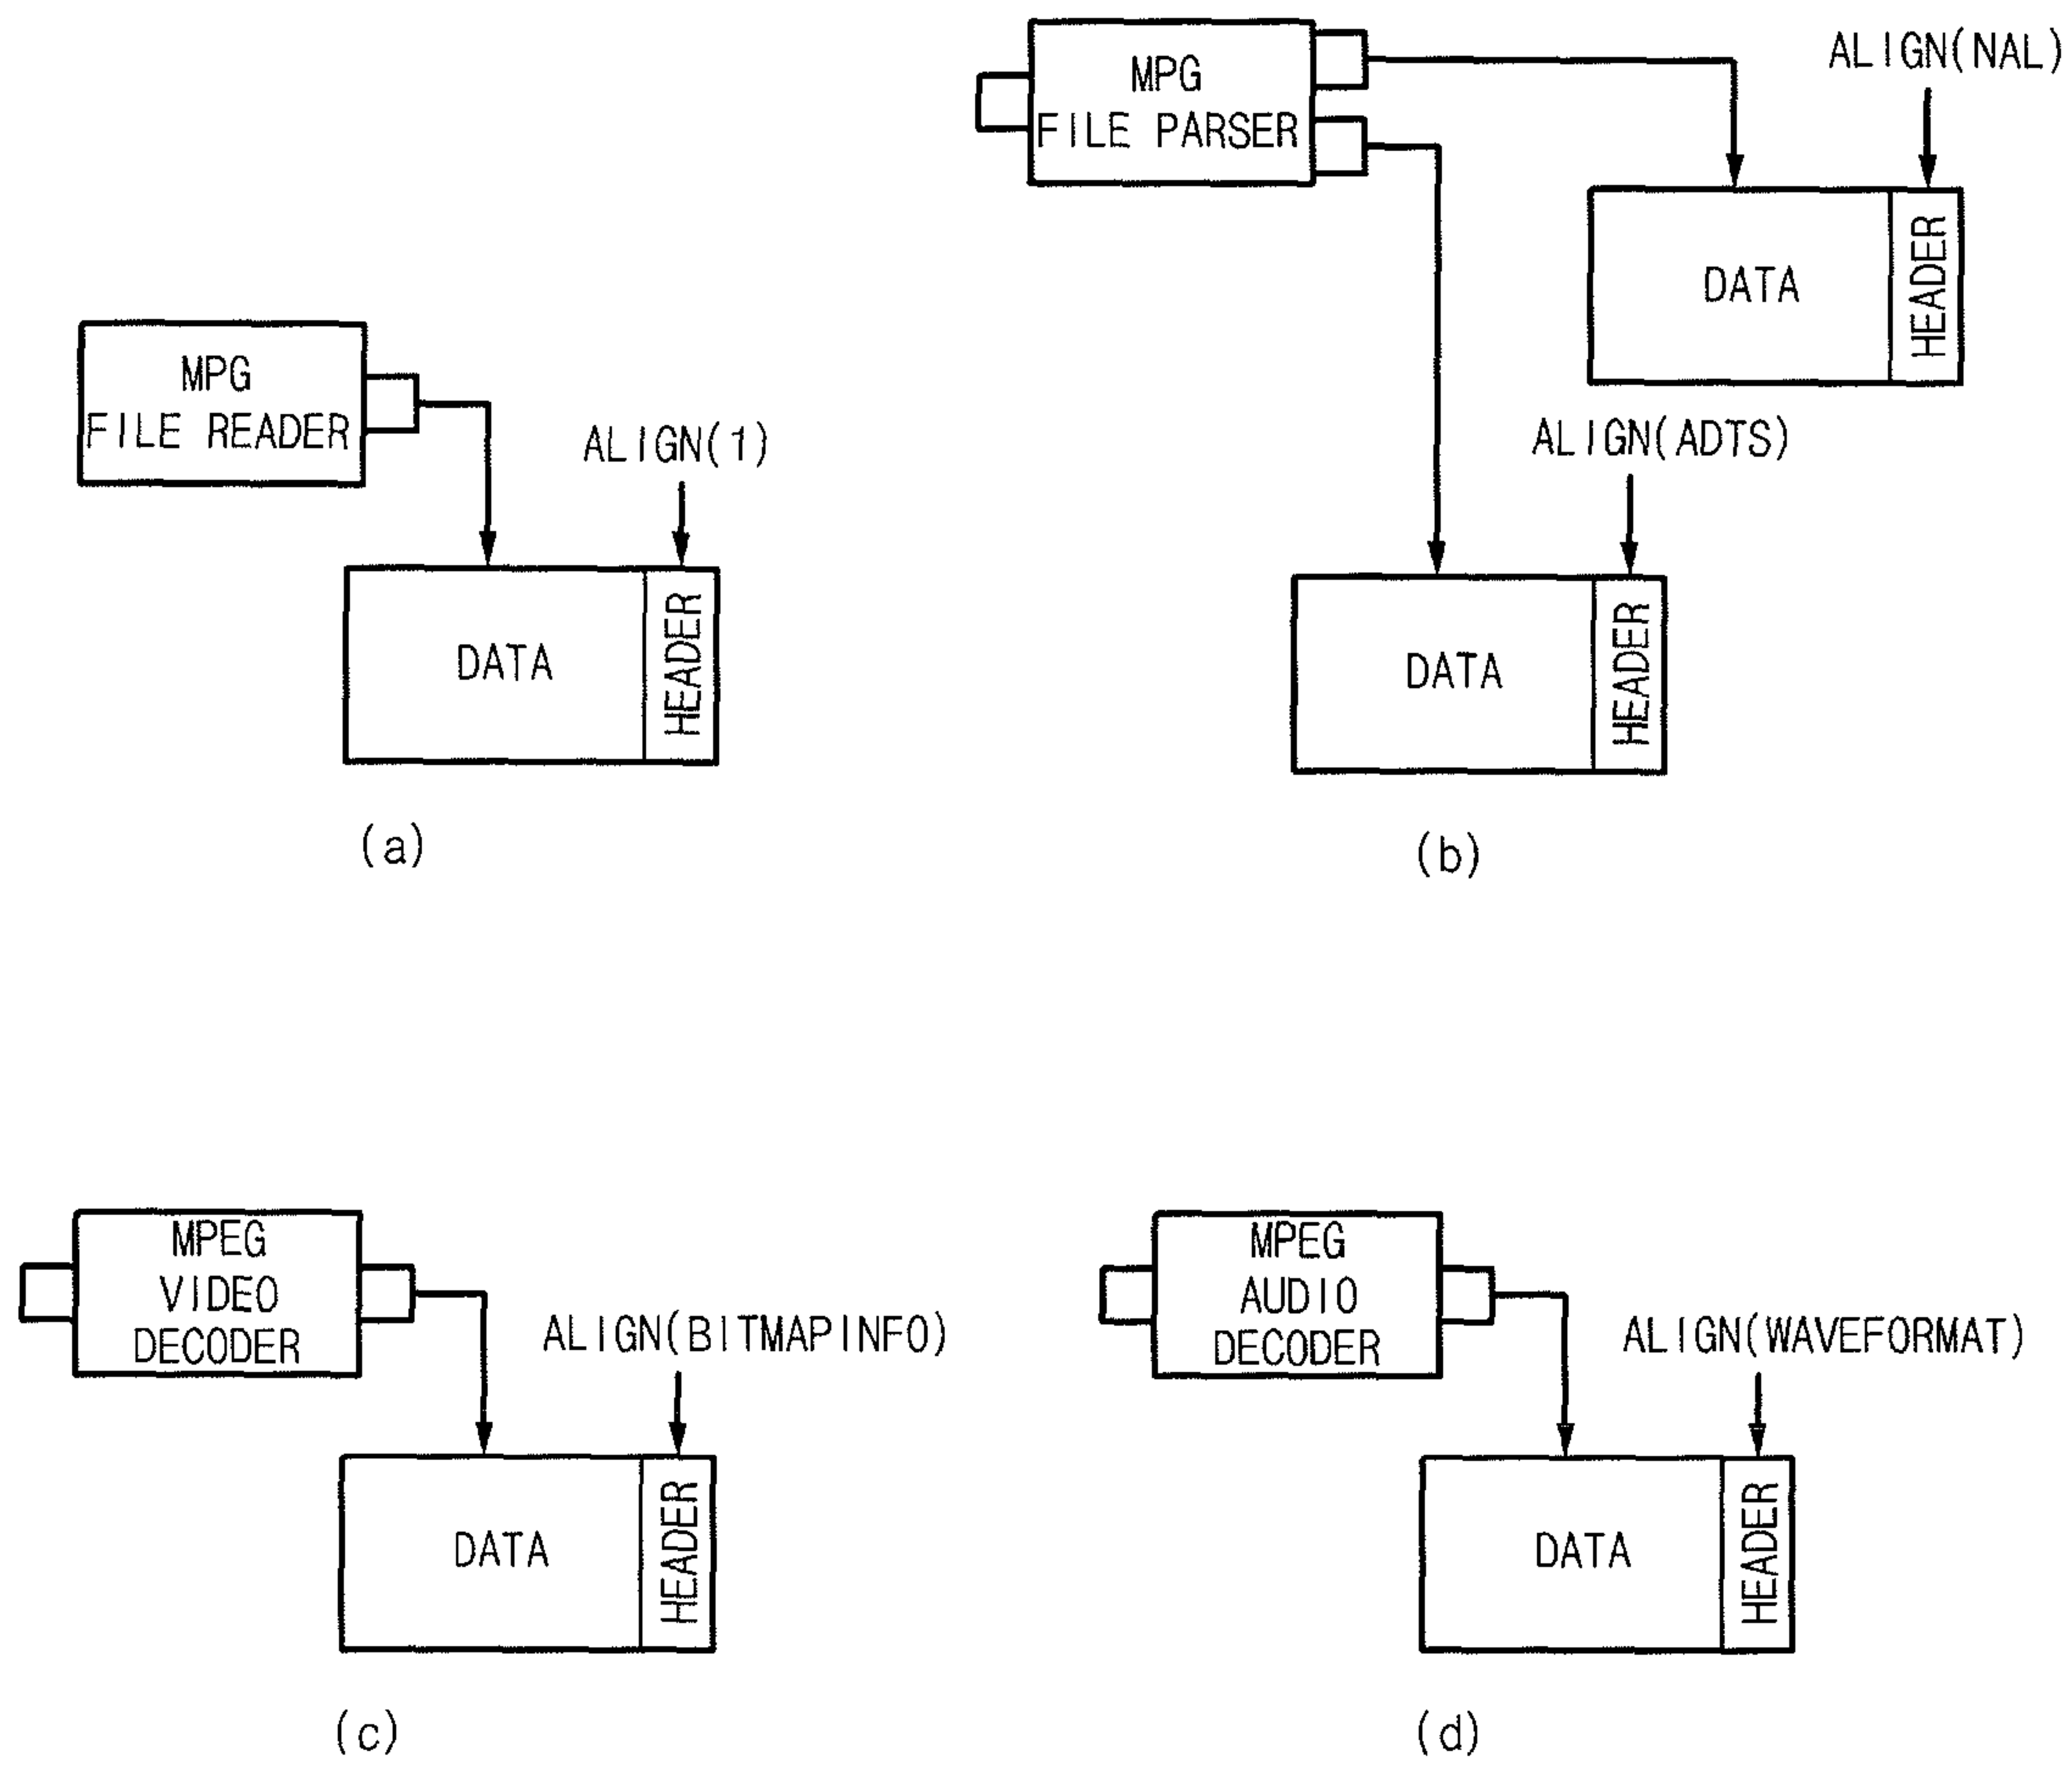 MPG
FILE READER
ALIGN(1)
DATA
HEADER
(a)
MPG
FILE PARSER
ALIGN(NAL)
DATA
HEADER
ALIGN(ADTS)
DATA
HEADER
(b)
MPEG
VIDEO
DECODER
ALIGN(BITMAPINFO)
DATA
HEADER
(c)
MPEG
AUDIO
DECODER
ALIGN(WAVEFORMAT)
DATA
HEADER
(d)